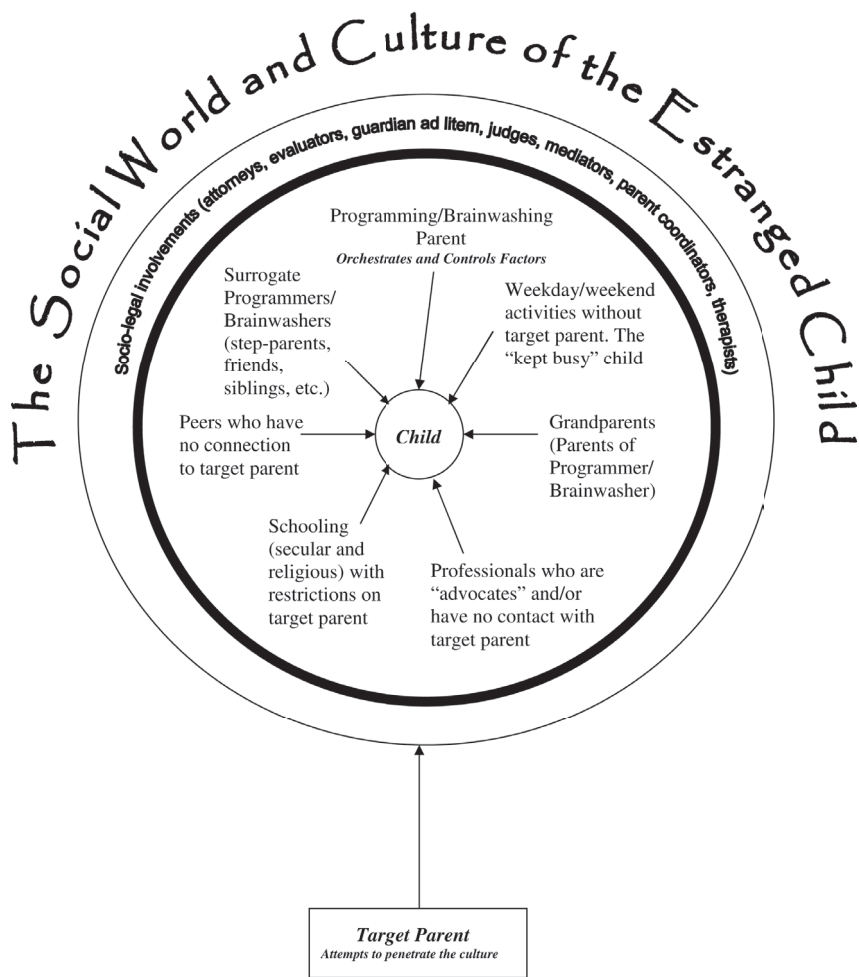 The Social World and Culture of the Estranged Child
Socio-legal involvements (attorneys, evaluators, guardian ad litem, judges, mediators, parent coordinators, therapists)
Programming/Brainwashing
Parent
Orchestrates and Controls Factors
Surrogate
Programmers/
Brainwashers
(step-parents,
friends,
siblings, etc.)
Weekday/weekend
activities without
target parent. The
“kept busy” child
Peers who have
no connection
to target parent
Child
Grandparents
(Parents of
Programmer/
Brainwasher)
Schooling
(secular and
religious) with
restrictions on
target parent
Professionals who are
“advocates” and/or
have no contact with
target parent
Target Parent
Attempts to penetrate the culture